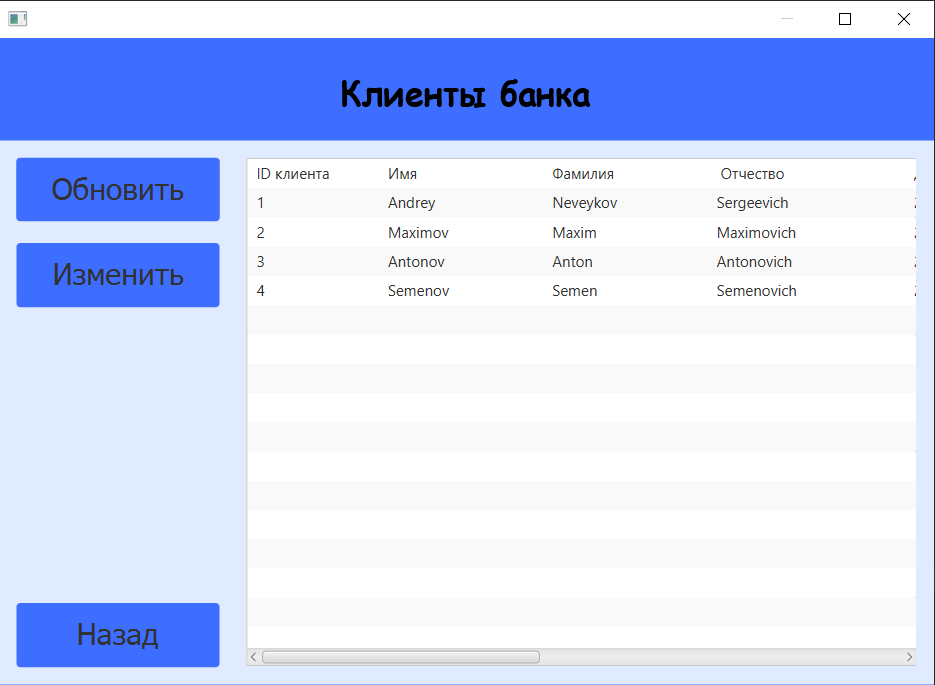 Клиенты банка
Обновить
Изменить
Назад
ID клиента Имя Фамилия Отчество
1 Andrey Neveykov Sergeevich
2 Maximov Maxim Maximovich
3 Antonov Anton Antonovich
4 Semenov Semen Semenovich